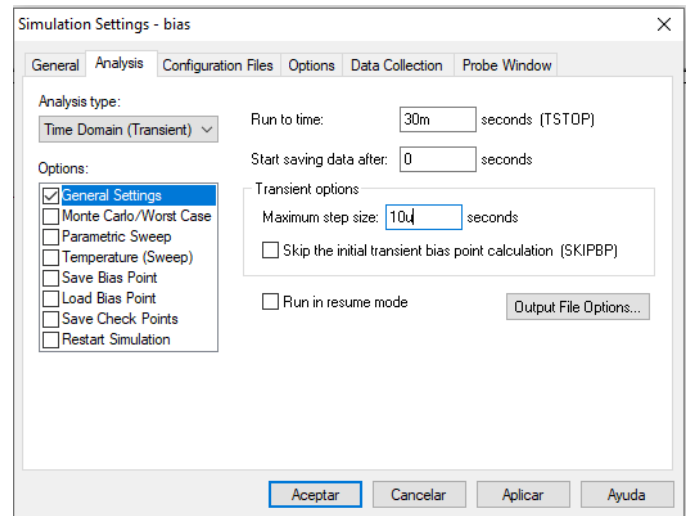 Simulation Settings - bias
General Analysis Configuration Files Options Data Collection Probe Window
Analysis type:
Time Domain (Transient)
Options:
General Settings
Monte Carlo/Worst Case
Parametric Sweep
Temperature (Sweep)
Save Bias Point
Load Bias Point
Save Check Points
Restart Simulation
Run to time: 30m seconds (TSTOP)
Start saving data after: 0 seconds
Transient options
Maximum step size: 10u seconds
Skip the initial transient bias point calculation (SKIPBP)
Run in resume mode
Output File Options...
Aceptar Cancelar Aplicar Ayuda